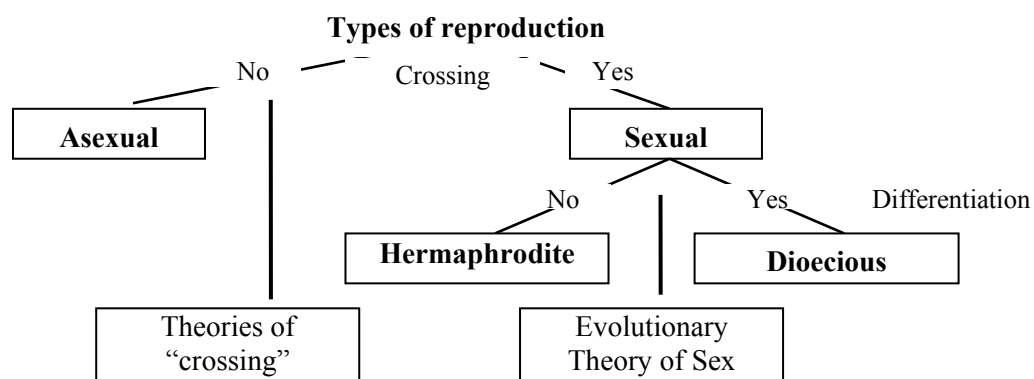 Types of reproduction
No Crossing Yes
Asexual Sexual
No Yes Differentiation
Hermaphrodite Dioecious
Theories of Evolutionary
“crossing” Theory of Sex